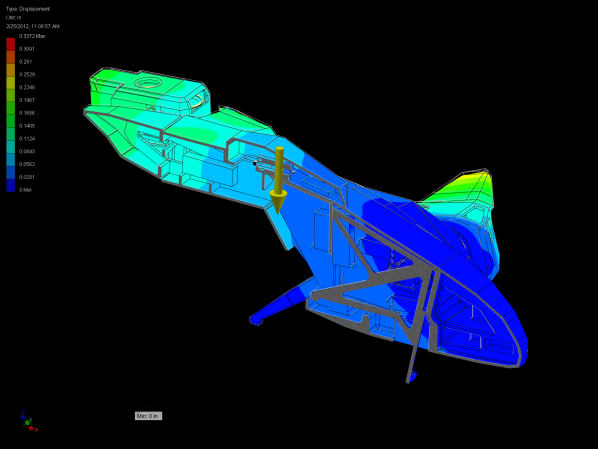 Type: Displacement
Unit: in
2/25/2012, 11:08:57 AM
0.3372 Max
0.3091
0.281
0.2529
0.2248
0.1967
0.1686
0.1405
0.1124
0.0843
0.0562
0.0281
0 Min
Min: 0 in